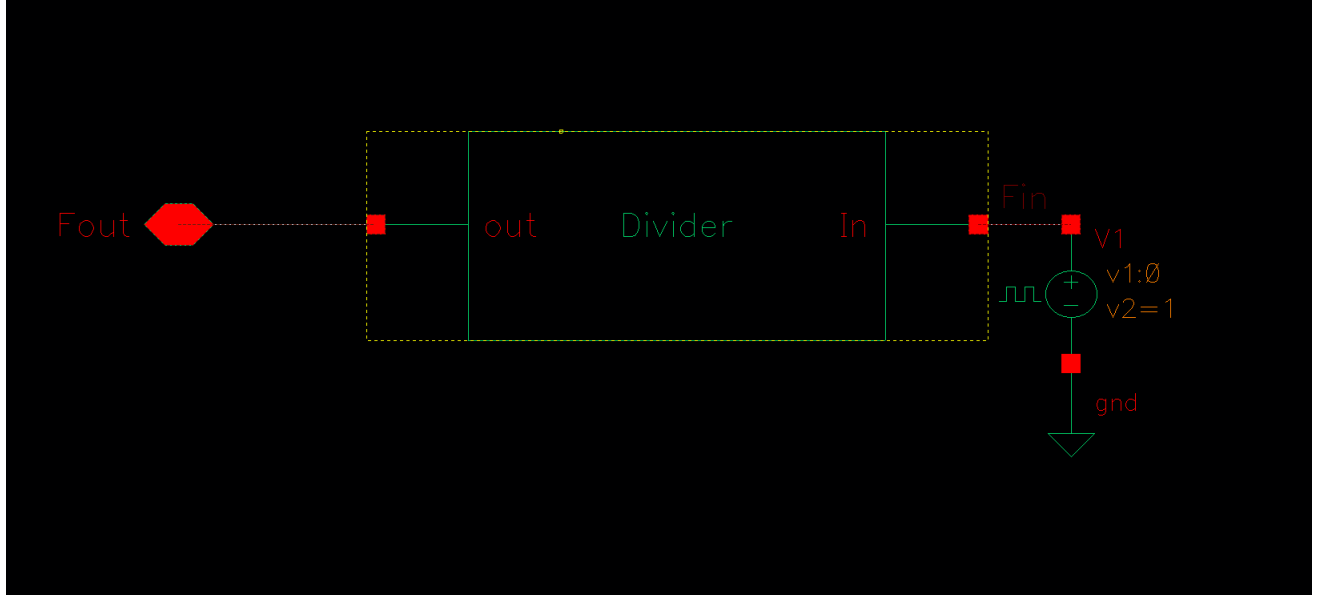 Fin
Fout
out
Divider
In
V1
v1:0
v2=1
gnd